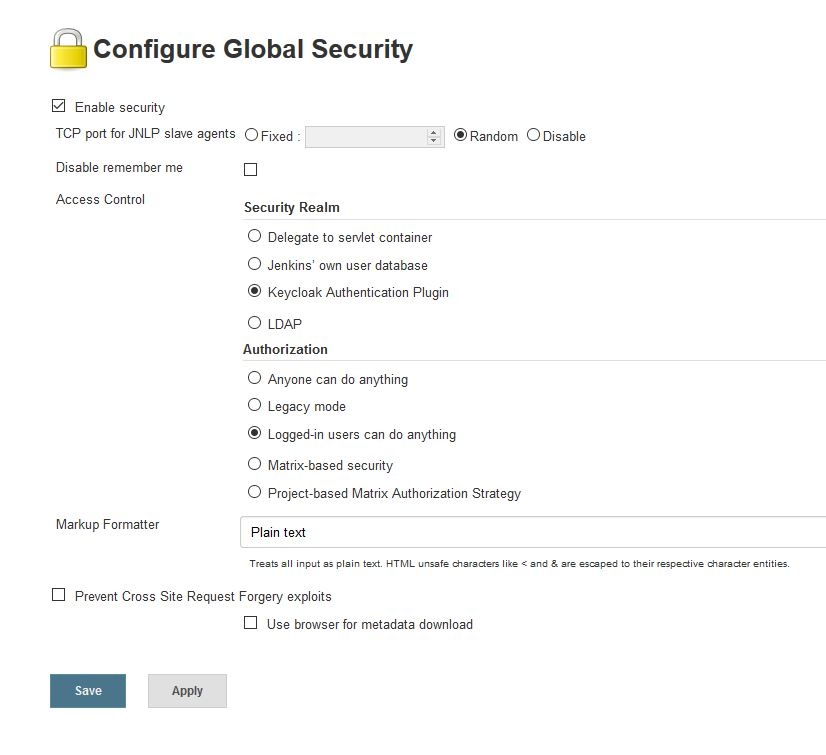 Configure Global Security
Enable security
TCP port for JNLP slave agents Fixed : Random Disable
Disable remember me
Access Control
Security Realm
Delegate to servlet container
Jenkins' own user database
Keycloak Authentication Plugin
LDAP
Authorization
Anyone can do anything
Legacy mode
Logged-in users can do anything
Matrix-based security
Project-based Matrix Authorization Strategy
Markup Formatter
Plain text
Treats all input as plain text. HTML unsafe characters like < and & are escaped to their respective character entities.
Prevent Cross Site Request Forgery exploits
Use browser for metadata download
Save Apply